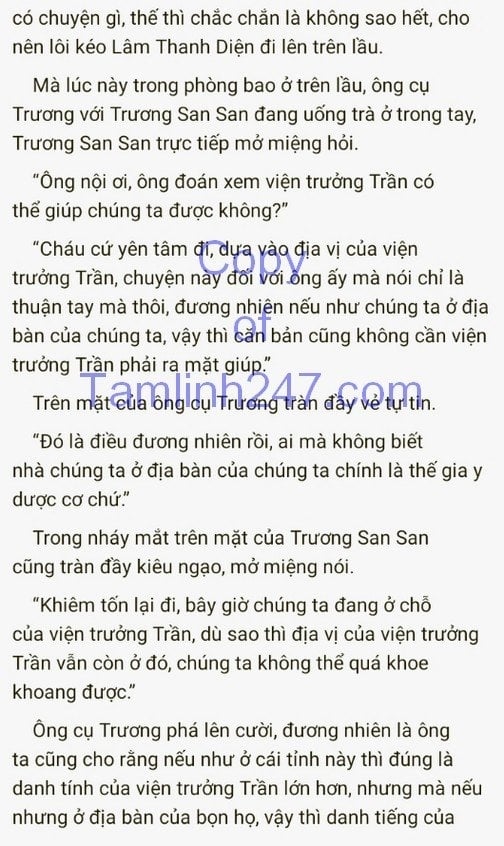 có chuyện gì, thế thì chắc chắn là không sao hết, cho
nên lôi kéo Lâm Thanh Diện đi lên trên lầu.
Mà lúc này trong phòng bao ở trên lầu, ông cụ
Trương với Trương San San đang uống trà ở trong tay,
Trương San San trực tiếp mở miệng hỏi.
“Ông nội ơi, ông đoán xem viện trưởng Trần có
thể giúp chúng ta được không?”
“Cháu cứ yên tâm đi, dựa vào địa vị của viện
trưởng Trần, chuyện này đối với ông ấy mà nói chỉ là
thuận tay mà thôi, đương nhiên nếu như chúng ta ở địa
bàn của chúng ta, vậy thì căn bản cũng không cần viện
trưởng Trần phải ra mặt giúp.”
Trên mặt của ông cụ Trương tràn đầy vẻ tự tin.
“Đó là điều đương nhiên rồi, ai mà không biết
nhà chúng ta ở địa bàn của chúng ta chính là thế gia y
dược cơ chứ.”
Trong nháy mắt trên mặt của Trương San San
cũng tràn đầy kiêu ngạo, mở miệng nói.
“Khiêm tốn lại đi, bây giờ chúng ta đang ở chỗ
của viện trưởng Trần, dù sao thì địa vị của viện trưởng
Trần vẫn còn ở đó, chúng ta không thể quá khoe
khoang được.”
Ông cụ Trương phá lên cười, đương nhiên là ông
ta cũng cho rằng nếu như ở cái tỉnh này thì đúng là
danh tính của viện trưởng Trần lớn hơn, nhưng mà nếu
nhưng ở địa bàn của bọn họ, vậy thì danh tiếng của
Copy
of
Tamlinh247.com